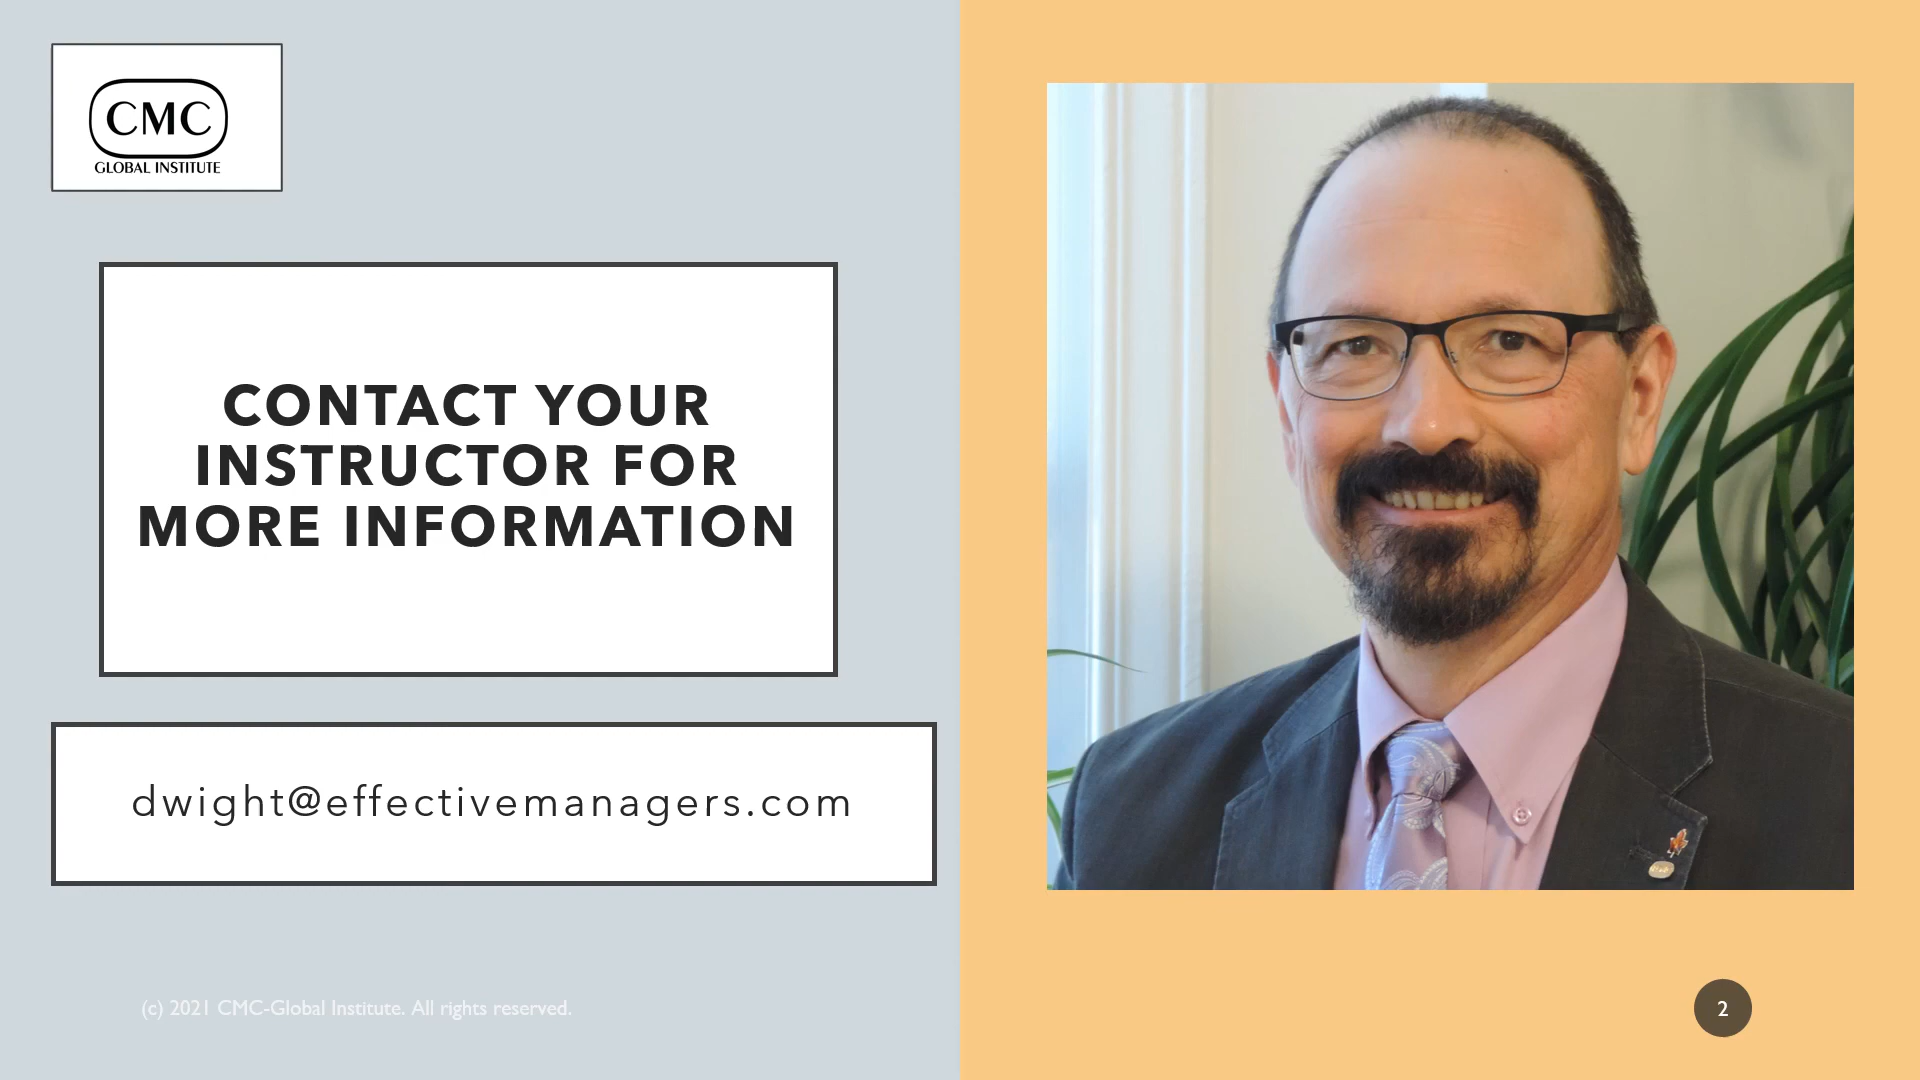 CMC
GLOBAL INSTITUTE
CONTACT YOUR
INSTRUCTOR FOR
MORE INFORMATION
dwight@effectivemanagers.com
(c) 2021 CMC-Global Institute. All rights reserved.
2